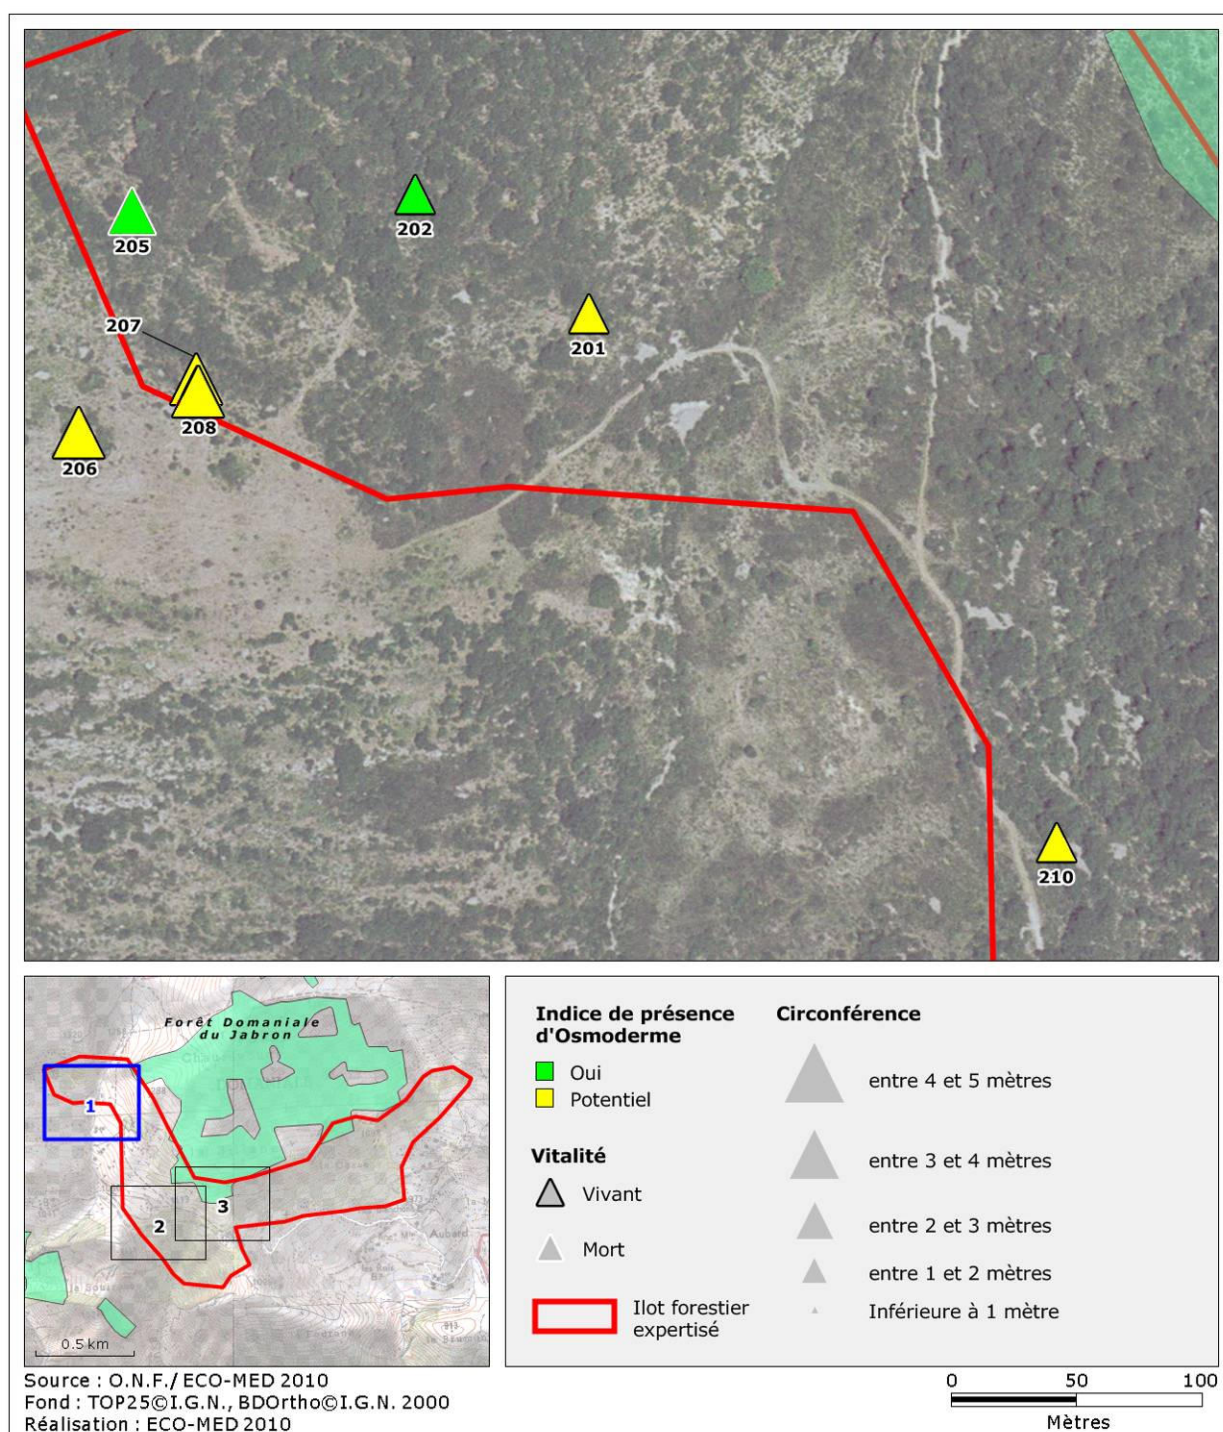 202
205
207
201
208
206
210
Forêt Domaniale
du Jabron
1
2
3
Aubard
0.5 km
Indice de présence
d'Osmoderme
Oui
Potentiel
Vitalité
Vivant
Mort
Ilot forestier
expertisé
Circonférence
entre 4 et 5 mètres
entre 3 et 4 mètres
entre 2 et 3 mètres
entre 1 et 2 mètres
Inférieure à 1 mètre
Source : O.N.F./ ECO-MED 2010
Fond : TOP25©I.G.N., BDOrtho©I.G.N. 2000
Réalisation : ECO-MED 2010
0 50 100
Mètres